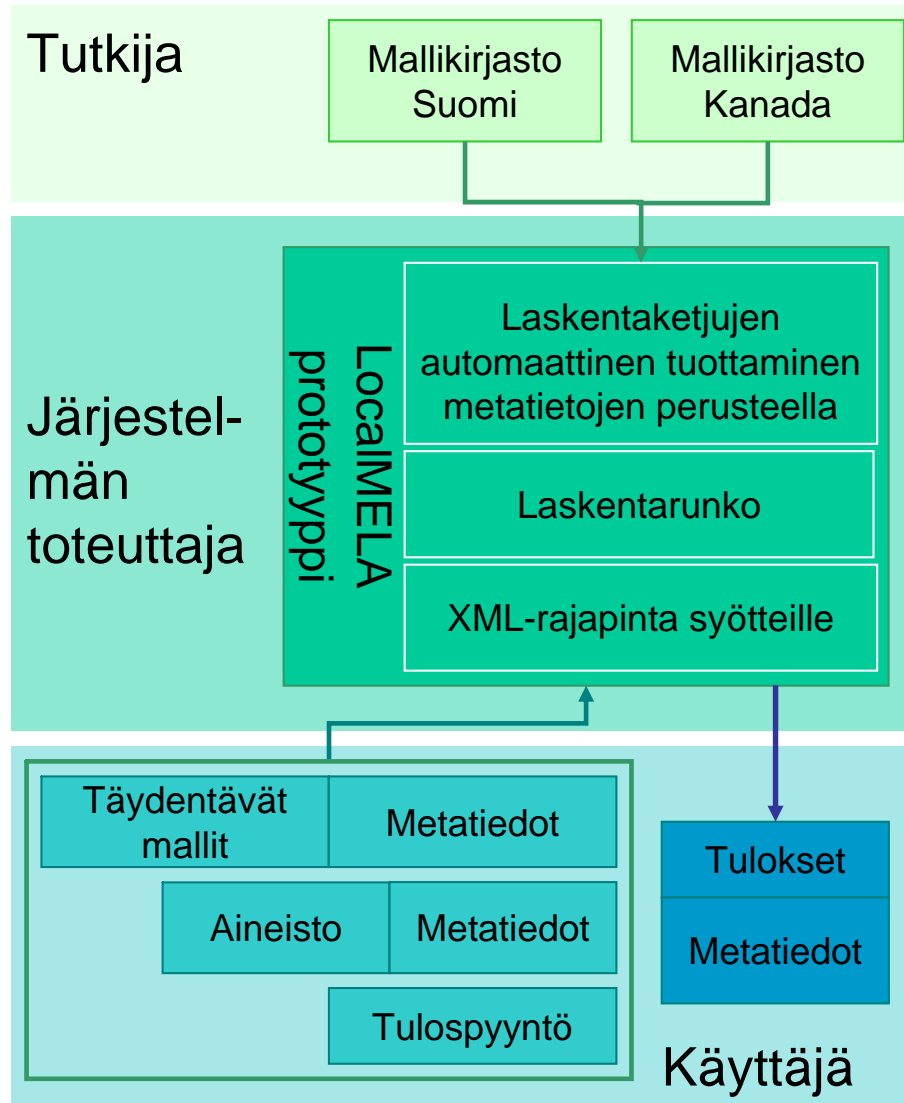 Tutkija
Mallikirjasto
Suomi
Mallikirjasto
Kanada
Järjestel-
män
toteuttaja
LocalMELA
prototyyppi
Laskentaketjujen
automaattinen tuottaminen
metatietojen perusteella
Laskentarunko
XML-rajapinta syötteille
Täydentävät
mallit
Metatiedot
Aineisto
Metatiedot
Tulospyyntö
Tulokset
Metatiedot
Käyttäjä